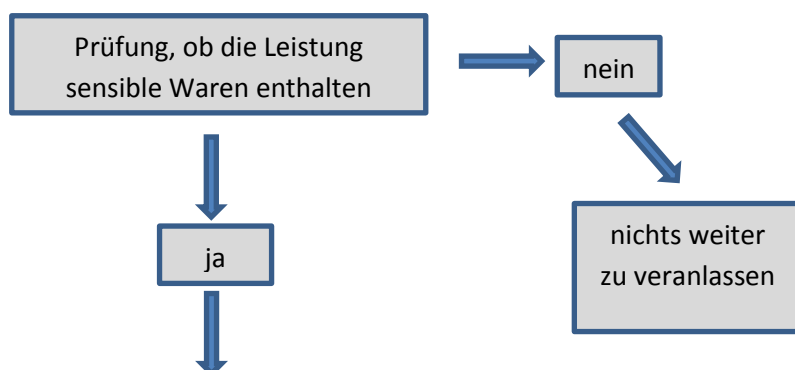 Prüfung, ob die Leistung
sensible Waren enthalten
nein
ja
nichts weiter
zu veranlassen